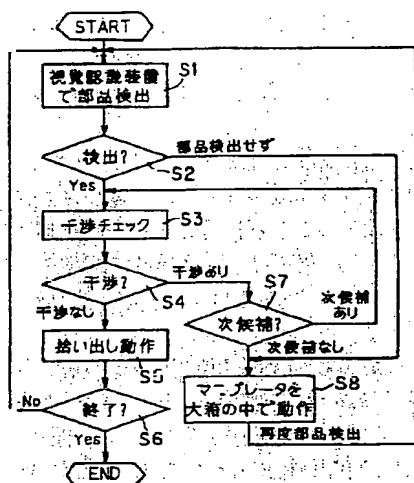 START
視覚認識装置 S1
で部品検出
検出? 部品検出せず
Yes S2
干渉チェック S3
干渉? 干渉あり
S4 S7
干渉なし 次候補? 次候補
あり
拾い出し動作 次候補なし
S5
マニプレータを S8
大箱の中で動作
No 終了? S6 再度部品検出
Yes
END